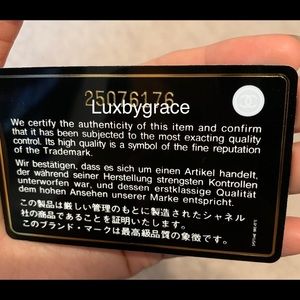 25076176
Luxbygrace
We certify the authenticity of this item and confirm
that it has been subjected to the most exacting quality
control. Its high quality is a symbol of the fine reputation
of the Trademark.
Wir bestätigen, dass es sich um einen Artikel handelt,
der während seiner Herstellung strengsten Kontrollen
unterworfen war, und dessen erstklassige Qualität
dem hohen Ansehen unserer Marke entspricht.
この製品は厳しい管理のもとに製造されたシャネル
社の商品であることを証明いたします。
このブランド・マークは最高級品質の象徴です。